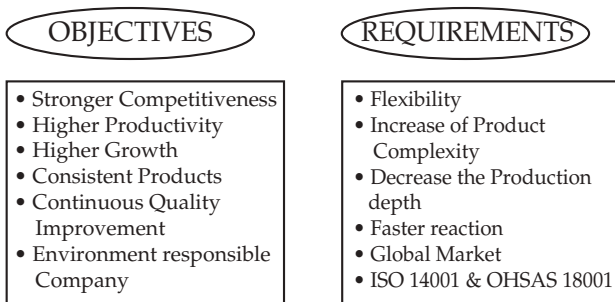 OBJECTIVES
• Stronger Competitiveness
• Higher Productivity
• Higher Growth
• Consistent Products
• Continuous Quality
Improvement
• Environment responsible
Company
REQUIREMENTS
• Flexibility
• Increase of Product
Complexity
• Decrease the Production
depth
• Faster reaction
• Global Market
• ISO 14001 & OHSAS 18001